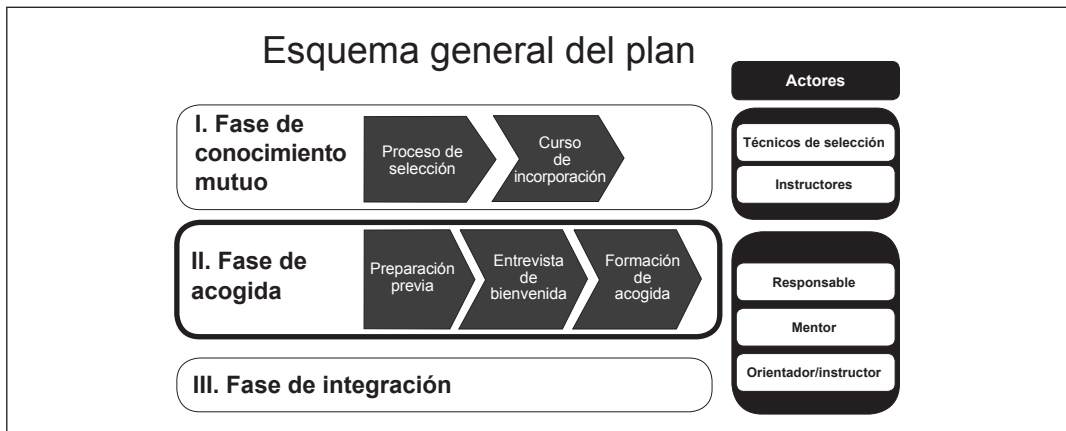 Esquema general del plan
Actores
I. Fase de
conocimiento
mutuo
Proceso de
selección
Curso
de
incorporación
Técnicos de selección
Instructores
II. Fase de
acogida
Preparación
previa
Entrevista
de
bienvenida
Formación
de
acogida
Responsable
Mentor
Orientador/instructor
III. Fase de integración